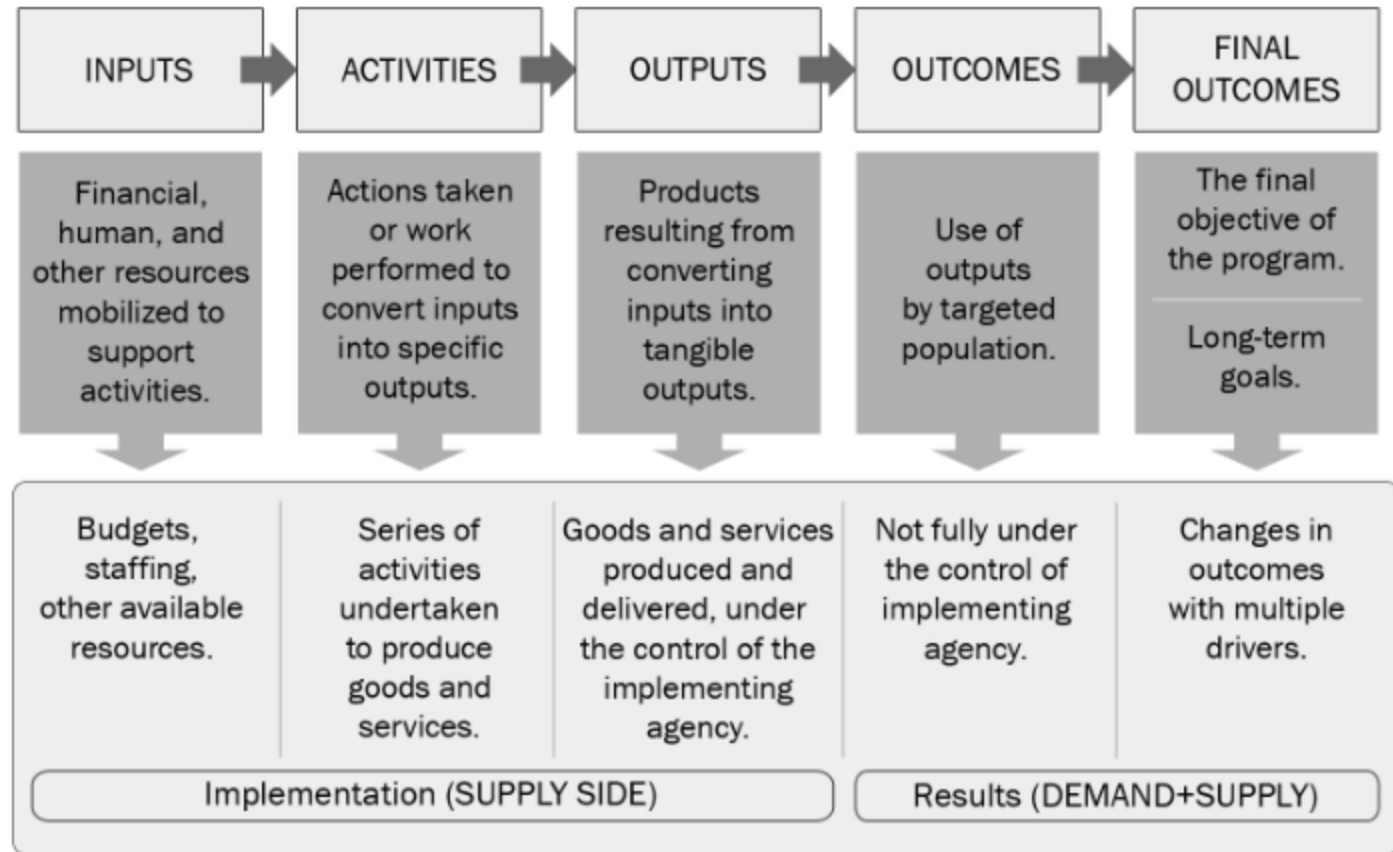 INPUTS
ACTIVITIES
OUTPUTS
OUTCOMES
FINAL
OUTCOMES
Financial,
human, and
other resources
mobilized to
support
activities.
Actions taken
or work
performed to
convert inputs
into specific
outputs.
Products
resulting from
converting
inputs into
tangible
outputs.
Use of
outputs
by targeted
population.
The final
objective of
the program.
Long-term
goals.
Budgets,
staffing,
other available
resources.
Series of
activities
undertaken
to produce
goods and
services.
Goods and services
produced and
delivered, under
the control of the
implementing
agency.
Not fully under
the control of
implementing
agency.
Changes in
outcomes
with multiple
drivers.
Implementation (SUPPLY SIDE)
Results (DEMAND+SUPPLY)